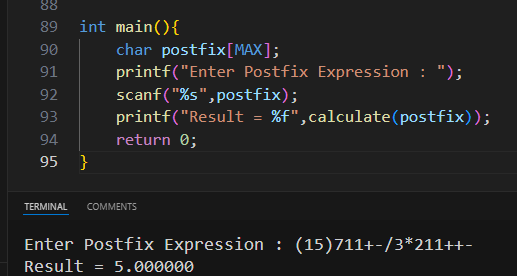 88
89 int main(){
90 char postfix[MAX];
91 printf("Enter Postfix Expression : ");
92 scanf("%s",postfix);
93 printf("Result = %f",calculate(postfix));
94 return 0;
95 }
TERMINAL COMMENTS
Enter Postfix Expression : (15)711+-/3*211++-
Result = 5.000000